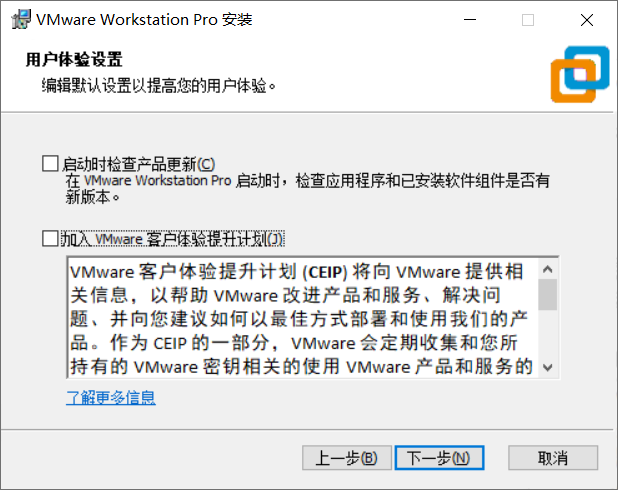 VMware Workstation Pro 安装
用户体验设置
编辑默认设置以提高您的用户体验。
启动时检查产品更新(C)
在 VMware Workstation Pro 启动时，检查应用程序和已安装软件组件是否有
新版本。
加入 VMware 客户体验提升计划(J)
VMware 客户体验提升计划 (CEIP) 将向 VMware 提供相
关信息，以帮助 VMware 改进产品和服务、解决问
题、并向您建议如何以最佳方式部署和使用我们的产
品。作为 CEIP 的一部分，VMware 会定期收集和您所
持有的 VMware 密钥相关的使用 VMware 产品和服务的
了解更多信息
上一步(B) 下一步(N) 取消